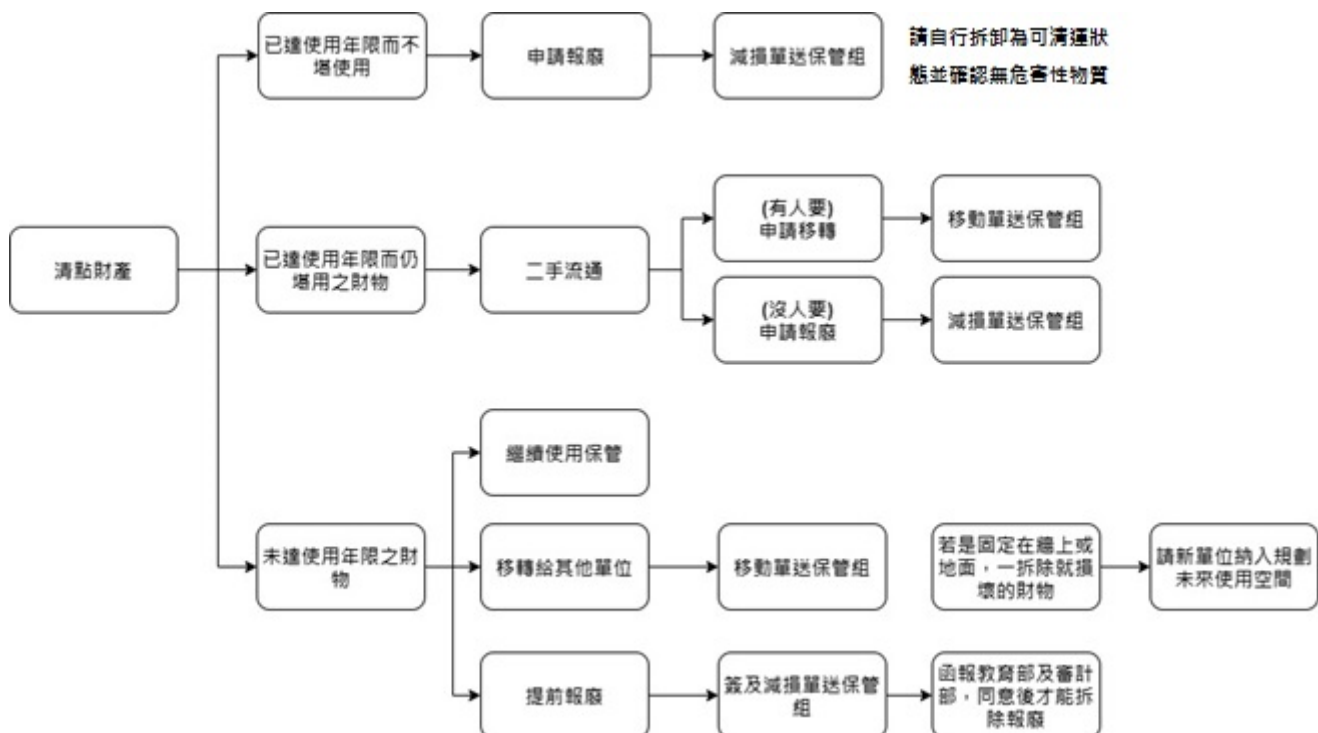 已達使用年限而不
堪使用
申請報廢
減損單送保管組
請自行拆卸為可清運狀
態並確認無危害性物質
清點財產
已達使用年限而仍
堪用之財物
二手流通
(有人要)
申請移轉
移動單送保管組
(沒人要)
申請報廢
減損單送保管組
未達使用年限之財
物
繼續使用保管
移轉給其他單位
移動單送保管組
若是固定在牆上或
地面，一拆除就損
壞的財物
請新單位納入規劃
未來使用空間
提前報廢
簽及減損單送保管
組
函報教育部及審計
部，同意後才能拆
除報廢